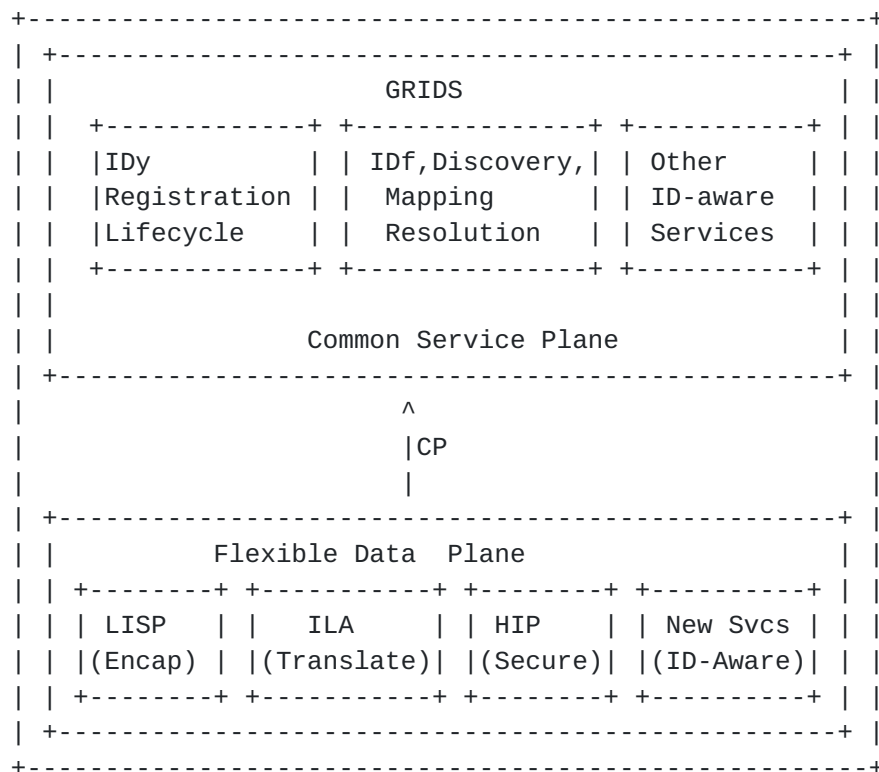 +------------------------------------------------------+
| +--------------------------------------------------+ |
| |                     GRIDS                        | |
| |  +-------------+ +---------------+ +-----------+ | |
| |  |IDy          | | IDf,Discovery,| | Other     | | |
| |  |Registration | |  Mapping      | | ID-aware  | | |
| |  |Lifecycle    | |  Resolution   | | Services  | | |
| |  +-------------+ +---------------+ +-----------+ | |
| |                                                  | |
| |                Common Service Plane              | |
| +--------------------------------------------------+ |
|                        ^                             |
|                        |CP                           |
|                        |                             |
| +--------------------------------------------------+ |
| |          Flexible Data  Plane                    | |
| | +--------+ +-----------+ +--------+ +----------+ | |
| | | LISP   | |   ILA     | | HIP    | | New Svcs | | |
| | |(Encap) | |(Translate)| |(Secure)| |(ID-Aware)| | |
| | +--------+ +-----------+ +--------+ +----------+ | |
| +--------------------------------------------------+ |
+------------------------------------------------------+